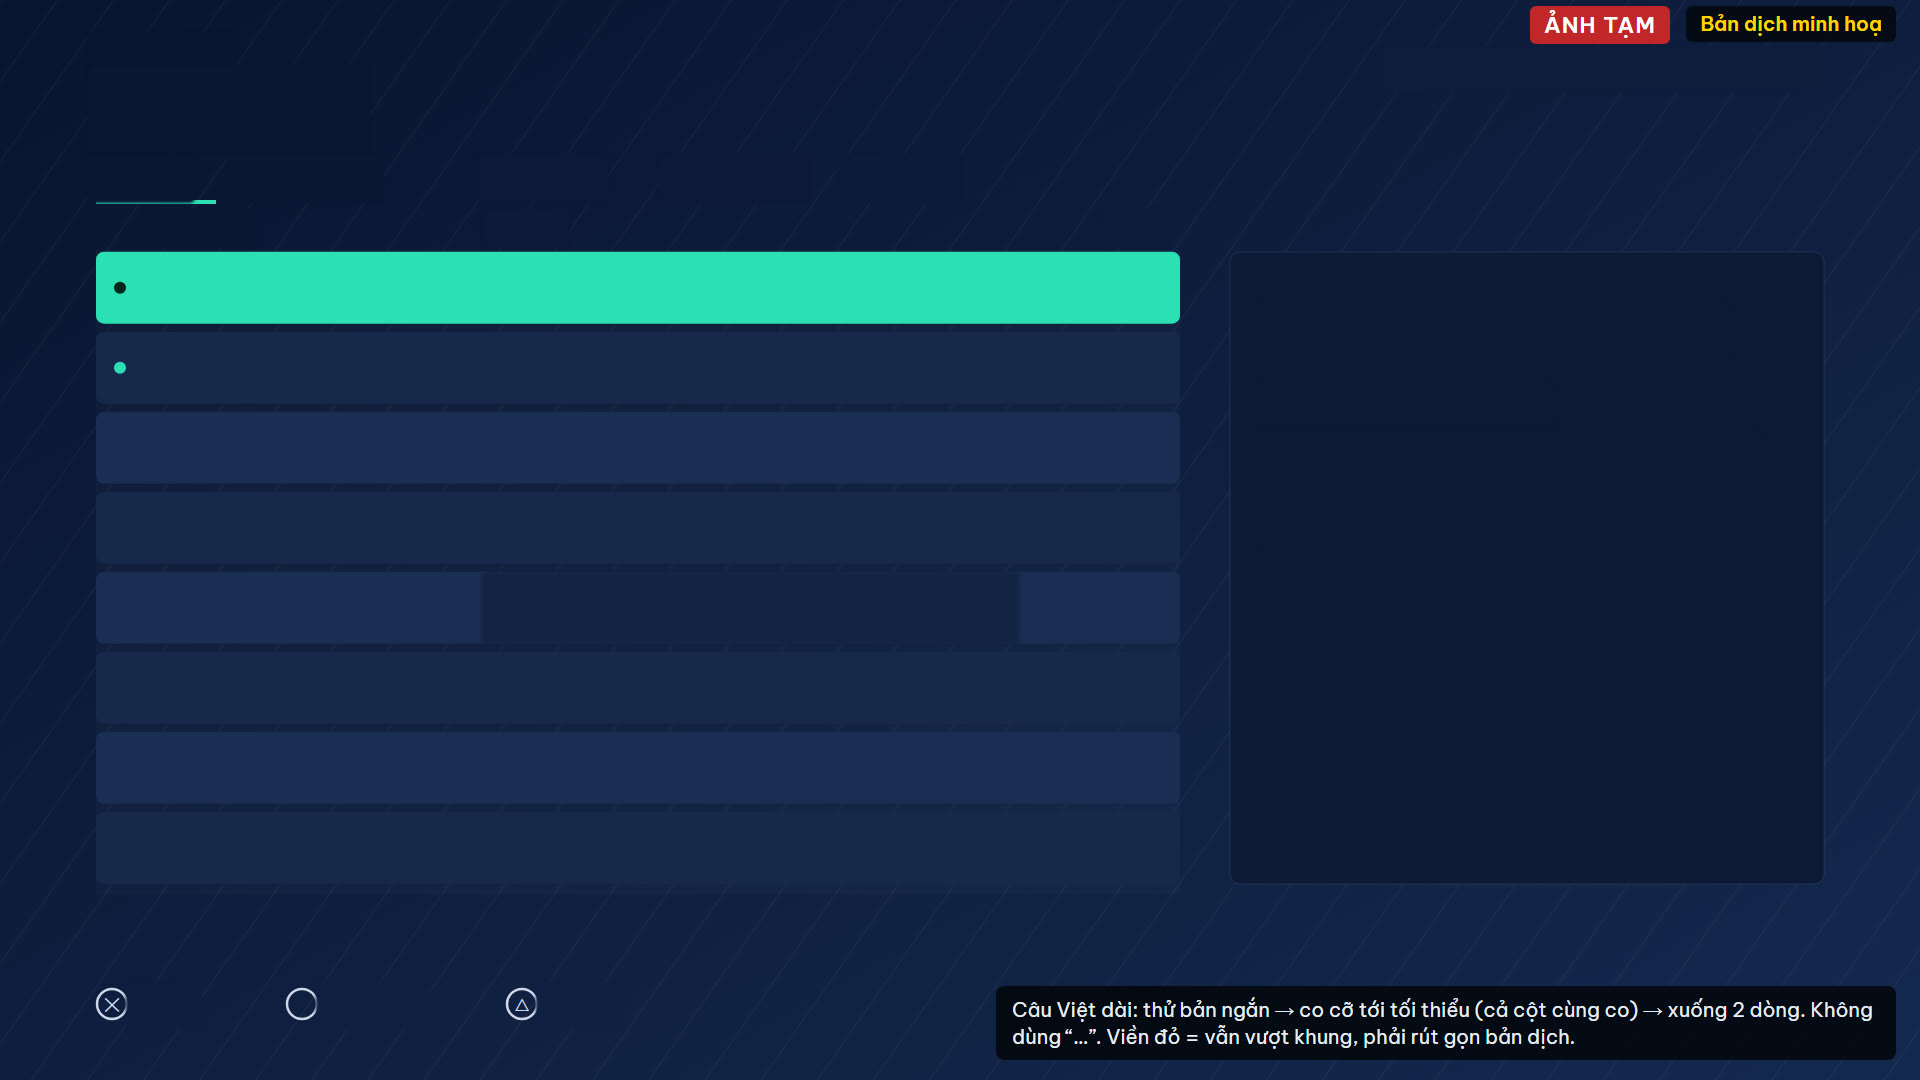 ẢNH TẠM
Bản dịch minh hoạ
Câu Việt dài: thử bản ngắn → co cỡ tới tối thiểu (cả cột cùng co) → xuống 2 dòng. Không
dùng “…”. Viền đỏ = vẫn vượt khung, phải rút gọn bản dịch.